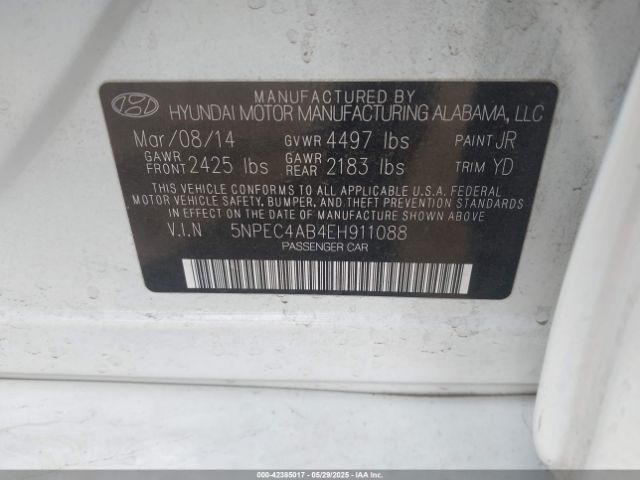 MANUFACTURED BY
HYUNDAI MOTOR MANUFACTURING ALABAMA, LLC
Mar/08/14 GVWR 4497 lbs PAINT JR
GAWR FRONT 2425 lbs GAWR REAR 2183 lbs TRIM YD
THIS VEHICLE CONFORMS TO ALL APPLICABLE U.S.A. FEDERAL
MOTOR VEHICLE SAFETY, BUMPER, AND THEFT PREVENTION STANDARDS
IN EFFECT ON THE DATE OF MANUFACTURE SHOWN ABOVE.
V.I.N 5NPEC4AB4EH911088
PASSENGER CAR
000-42385017 - 05/29/2025 - COPYRIGHT IAA, LLC.